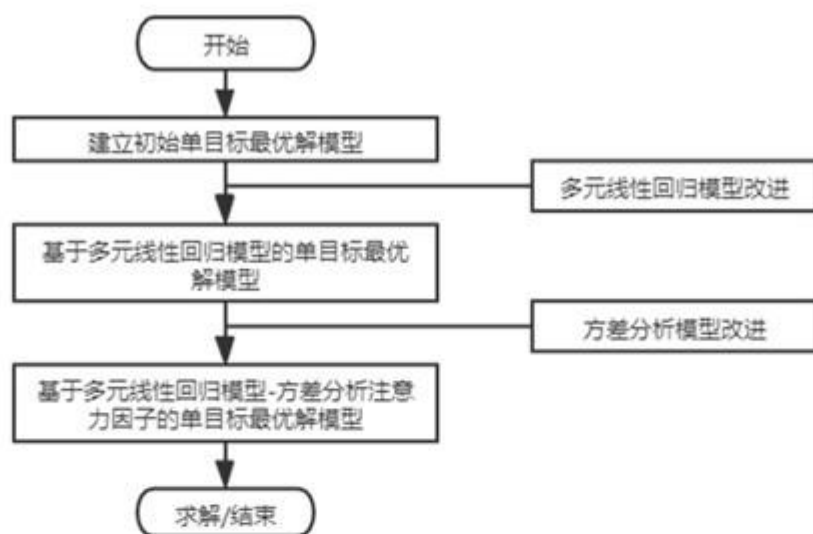 开始
建立初始单目标最优解模型
多元线性回归模型改进
基于多元线性回归模型的单目标最优
解模型
方差分析模型改进
基于多元线性回归模型-方差分析注意
力因子的单目标最优解模型
求解/结束